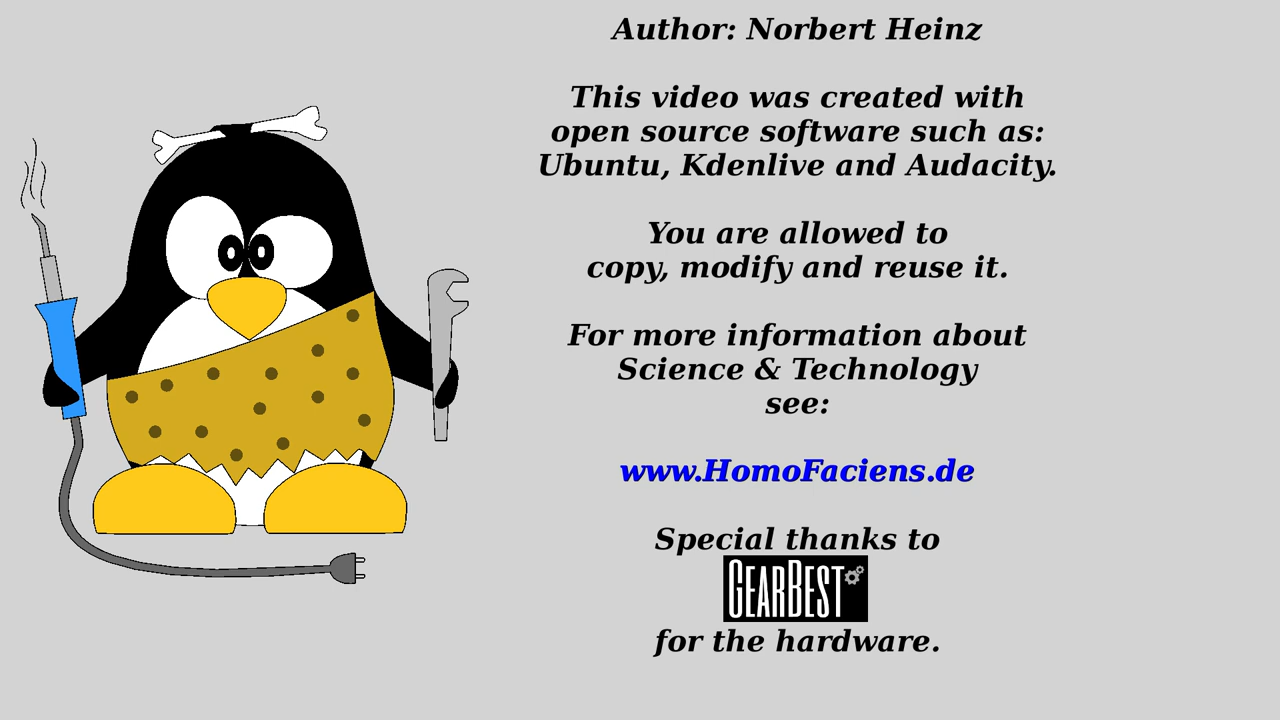 Author: Norbert Heinz
This video was created with
open source software such as:
Ubuntu, Kdenlive and Audacity.
You are allowed to
copy, modify and reuse it.
For more information about
Science & Technology
see:
www.HomoFaciens.de
Special thanks to
GEARBEST
for the hardware.